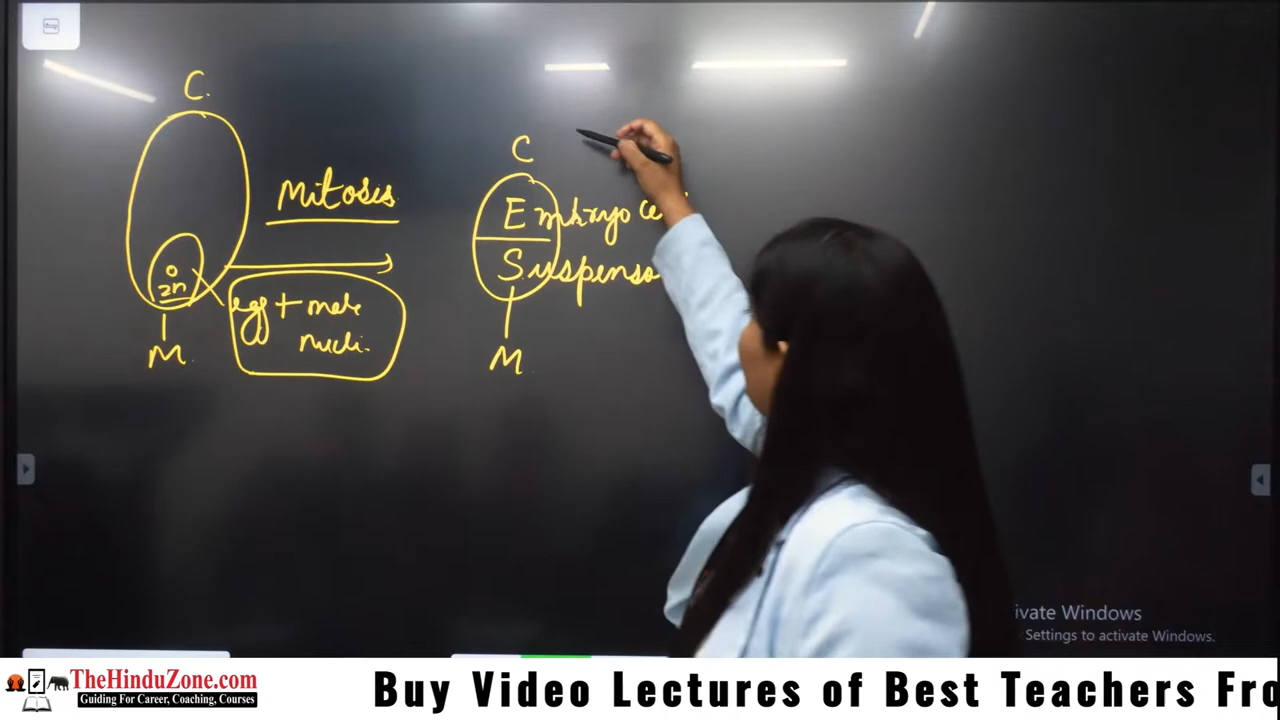 C.
Mitosis
2n
egg + male
nucli.
M
C
Embryo ce
Suspenso
M
ivate Windows
Settings to activate Windows.
TheHinduZone.com
Guiding For Career, Coaching, Courses
Buy Video Lectures of Best Teachers Fro